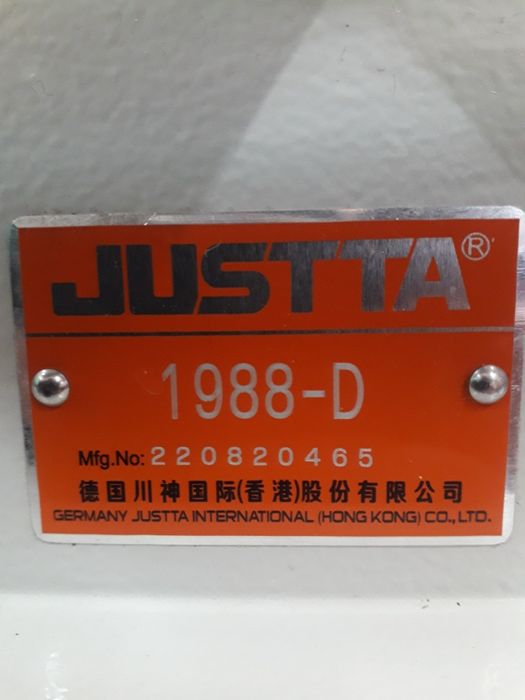 JUSTTA®
1988-D
Mfg.No: 220820465
德国川神国际(香港)股份有限公司
GERMANY JUSTTA INTERNATIONAL (HONG KONG) CO., LTD.